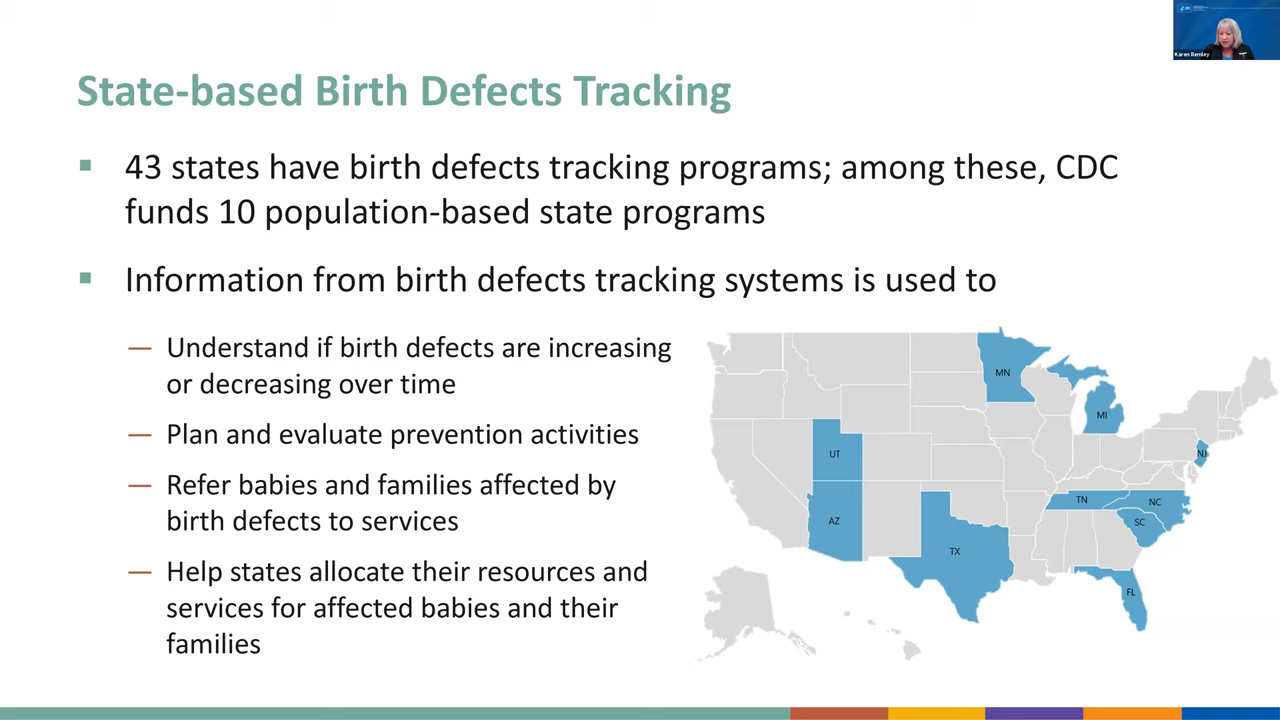 Karen Remley
State-based Birth Defects Tracking
43 states have birth defects tracking programs; among these, CDC
funds 10 population-based state programs
Information from birth defects tracking systems is used to
— Understand if birth defects are increasing
or decreasing over time
— Plan and evaluate prevention activities
— Refer babies and families affected by
birth defects to services
— Help states allocate their resources and
services for affected babies and their
families
MN
MI
UT
NJ
TN
NC
AZ
SC
TX
FL